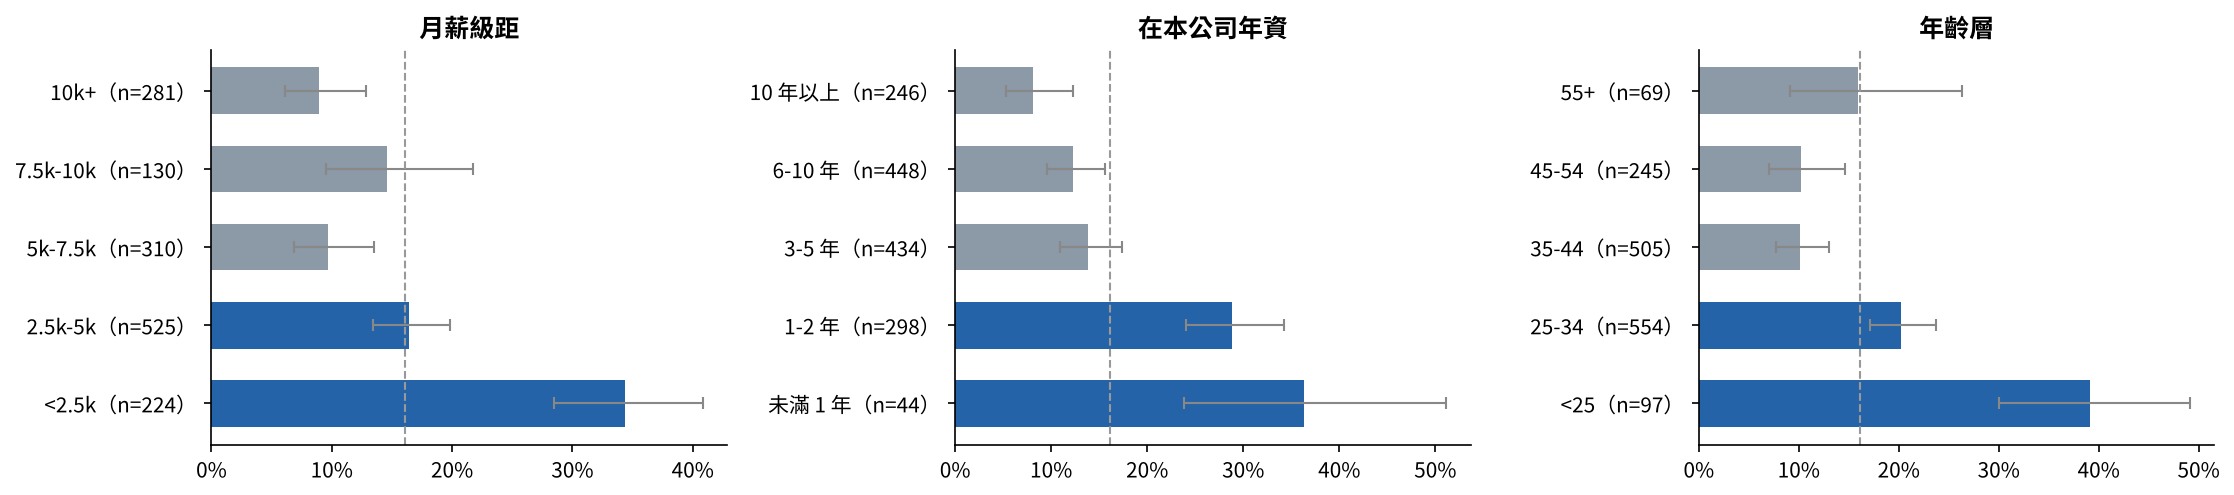 月薪級距
10k+（n=281）
7.5k-10k（n=130）
5k-7.5k（n=310）
2.5k-5k（n=525）
<2.5k（n=224）
0% 10% 20% 30% 40%
在本公司年資
10 年以上（n=246）
6-10 年（n=448）
3-5 年（n=434）
1-2 年（n=298）
未滿 1 年（n=44）
0% 10% 20% 30% 40% 50%
年齡層
55+（n=69）
45-54（n=245）
35-44（n=505）
25-34（n=554）
<25（n=97）
0% 10% 20% 30% 40% 50%